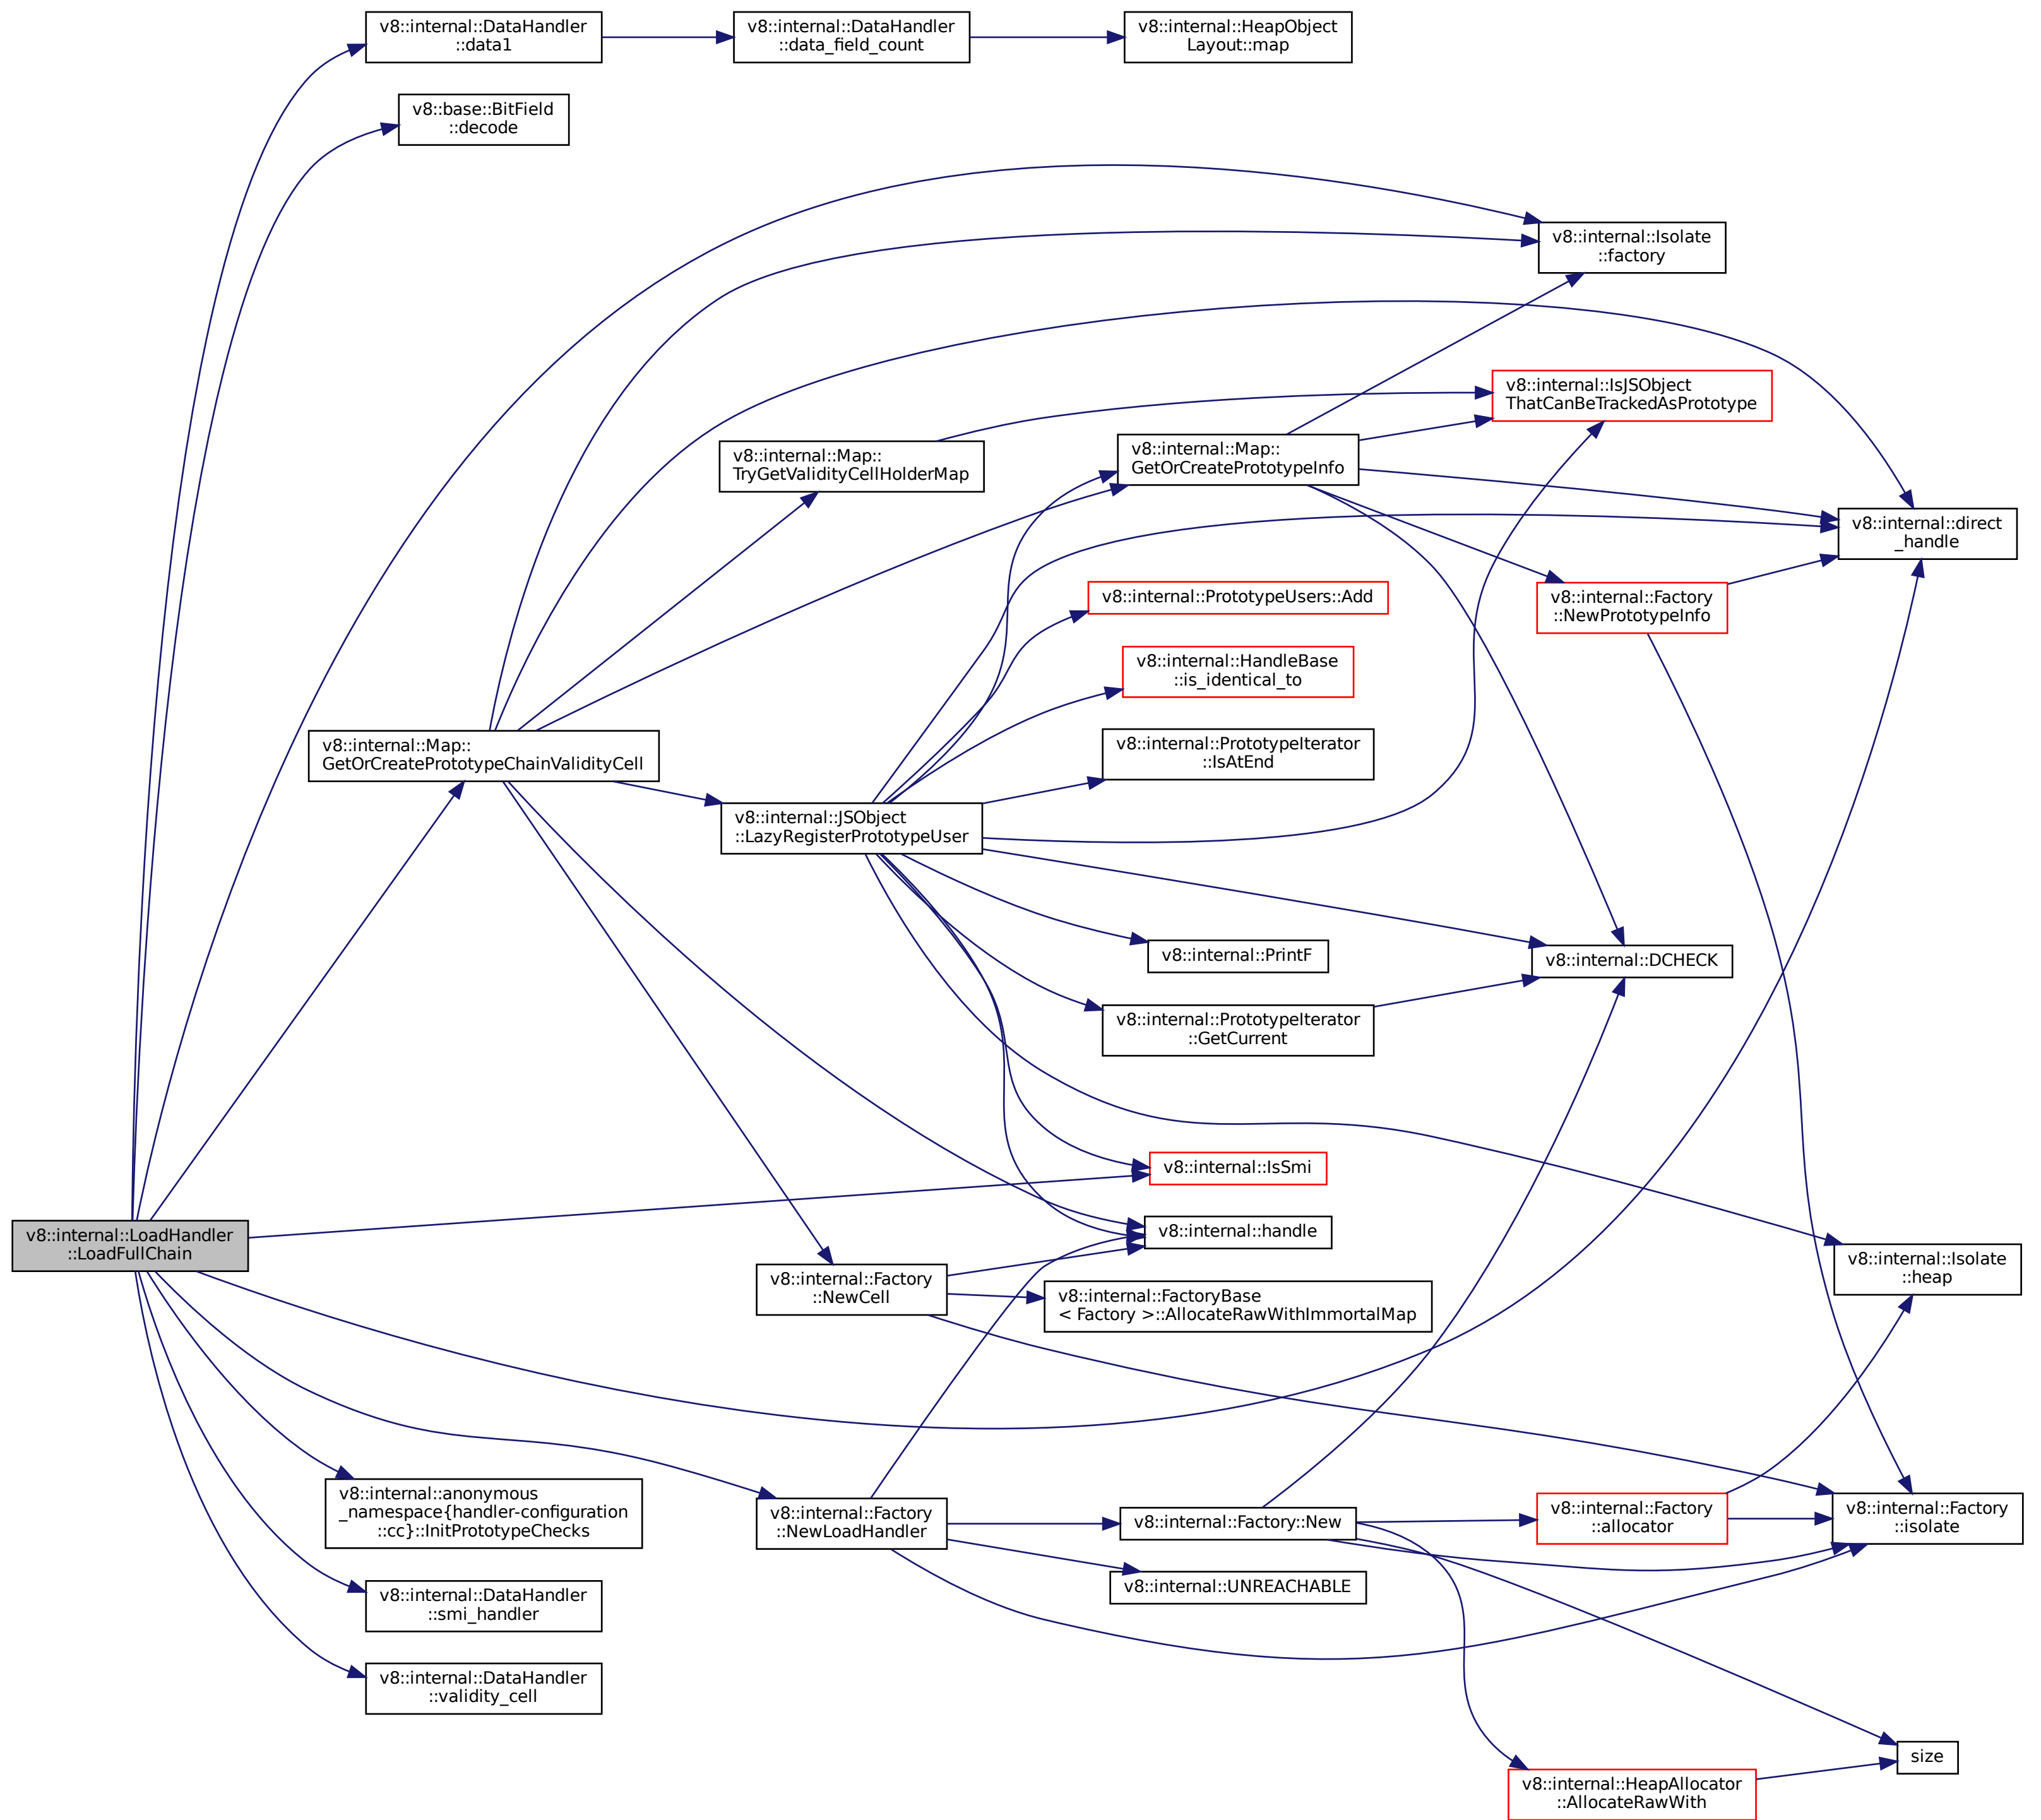 v8::internal::DataHandler
::data1
v8::internal::DataHandler
::data_field_count
v8::internal::HeapObject
Layout::map
v8::base::BitField
::decode
v8::internal::Isolate
::factory
v8::internal::IsJSObject
ThatCanBeTrackedAsPrototype
v8::internal::Map::
TryGetValidityCellHolderMap
v8::internal::Map::
GetOrCreatePrototypeInfo
v8::internal::direct
_handle
v8::internal::PrototypeUsers::Add
v8::internal::Factory
::NewPrototypeInfo
v8::internal::HandleBase
::is_identical_to
v8::internal::Map::
GetOrCreatePrototypeChainValidityCell
v8::internal::PrototypeIterator
::IsAtEnd
v8::internal::JSObject
::LazyRegisterPrototypeUser
v8::internal::PrintF
v8::internal::DCHECK
v8::internal::PrototypeIterator
::GetCurrent
v8::internal::IsSmi
v8::internal::LoadHandler
::LoadFullChain
v8::internal::handle
v8::internal::Isolate
::heap
v8::internal::Factory
::NewCell
v8::internal::FactoryBase
< Factory >::AllocateRawWithImmortalMap
v8::internal::anonymous
_namespace{handler-configuration
::cc}::InitPrototypeChecks
v8::internal::Factory
::NewLoadHandler
v8::internal::Factory::New
v8::internal::Factory
::allocator
v8::internal::Factory
::isolate
v8::internal::UNREACHABLE
v8::internal::DataHandler
::smi_handler
v8::internal::DataHandler
::validity_cell
size
v8::internal::HeapAllocator
::AllocateRawWith